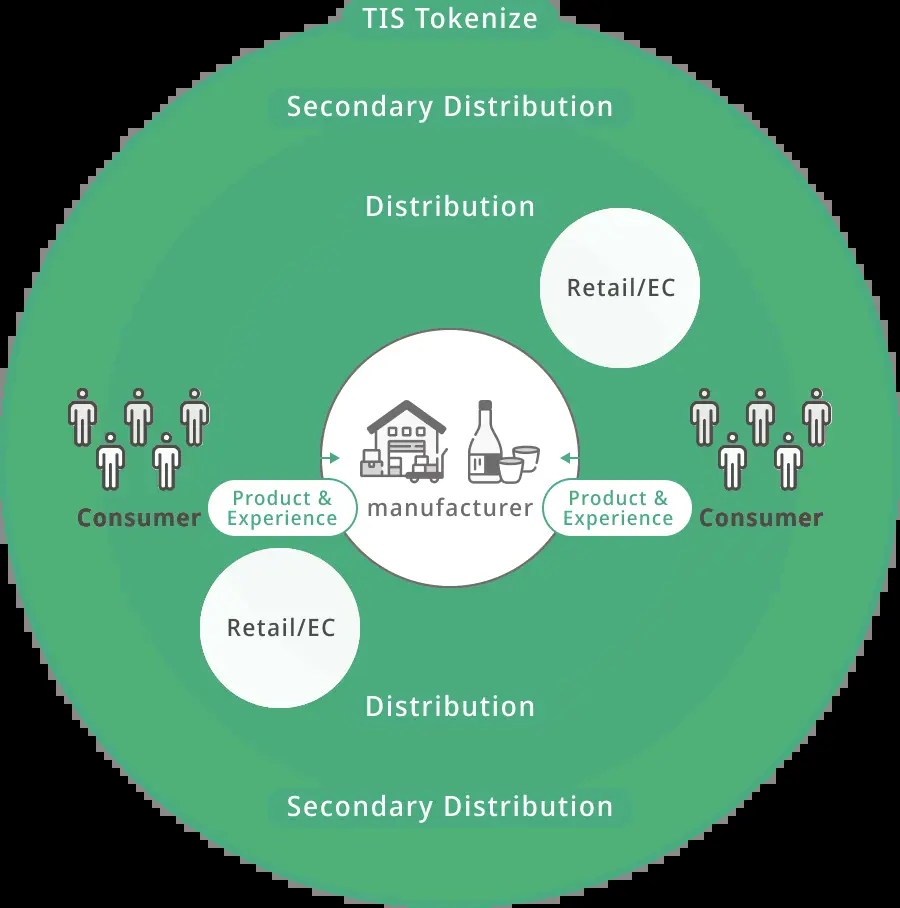 TIS Tokenize
Secondary Distribution
Distribution
Retail/EC
Product &
Experience
manufacturer
Product &
Experience
Consumer
Consumer
Retail/EC
Distribution
Secondary Distribution